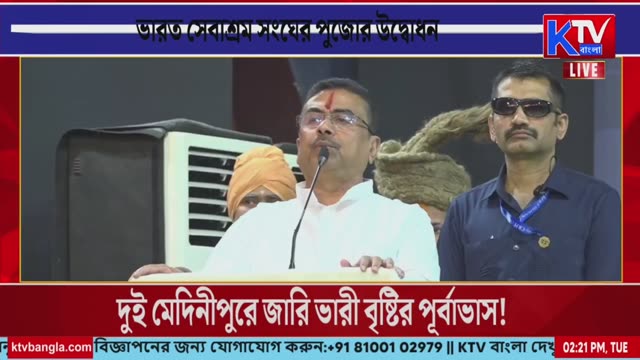 ভারত সেবাশ্রম সংঘের পুজোর উদ্বোধন
KTV
বাংলা
LIVE
দুই মেদিনীপুরে জারি ভারী বৃষ্টির পূর্বাভাস!
ktvbangla.com
বিজ্ঞাপনের জন্য যোগাযোগ করুন:+91 81001 02979 || KTV বাংলা দেখু
02:21 PM, TUE